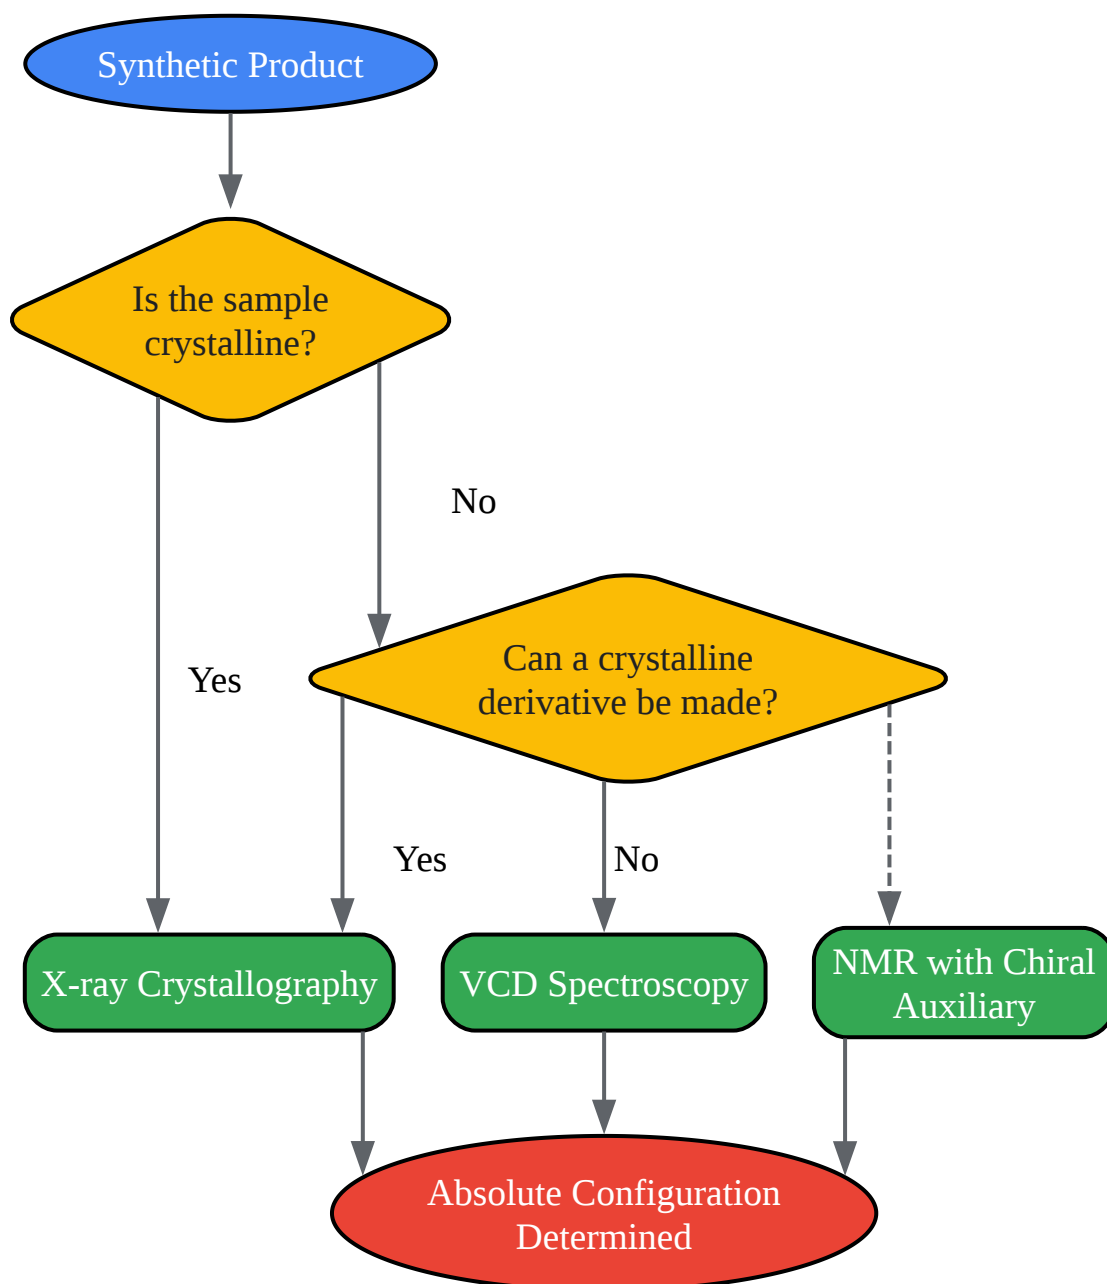 Synthetic Product
Is the sample
crystalline?
No
Yes
Can a crystalline
derivative be made?
Yes
No
X-ray Crystallography
VCD Spectroscopy
NMR with Chiral
Auxiliary
Absolute Configuration
Determined